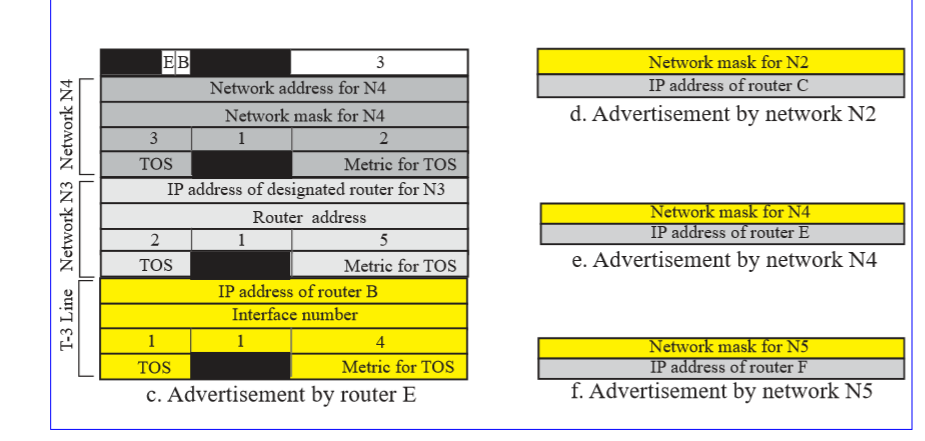 E B 3
Network N4
Network address for N4
Network mask for N4
3 1 2
TOS Metric for TOS
Network N3
IP address of designated router for N3
Router address
2 1 5
TOS Metric for TOS
T-3 Line
IP address of router B
Interface number
1 1 4
TOS Metric for TOS
c. Advertisement by router E
Network mask for N2
IP address of router C
d. Advertisement by network N2
Network mask for N4
IP address of router E
e. Advertisement by network N4
Network mask for N5
IP address of router F
f. Advertisement by network N5